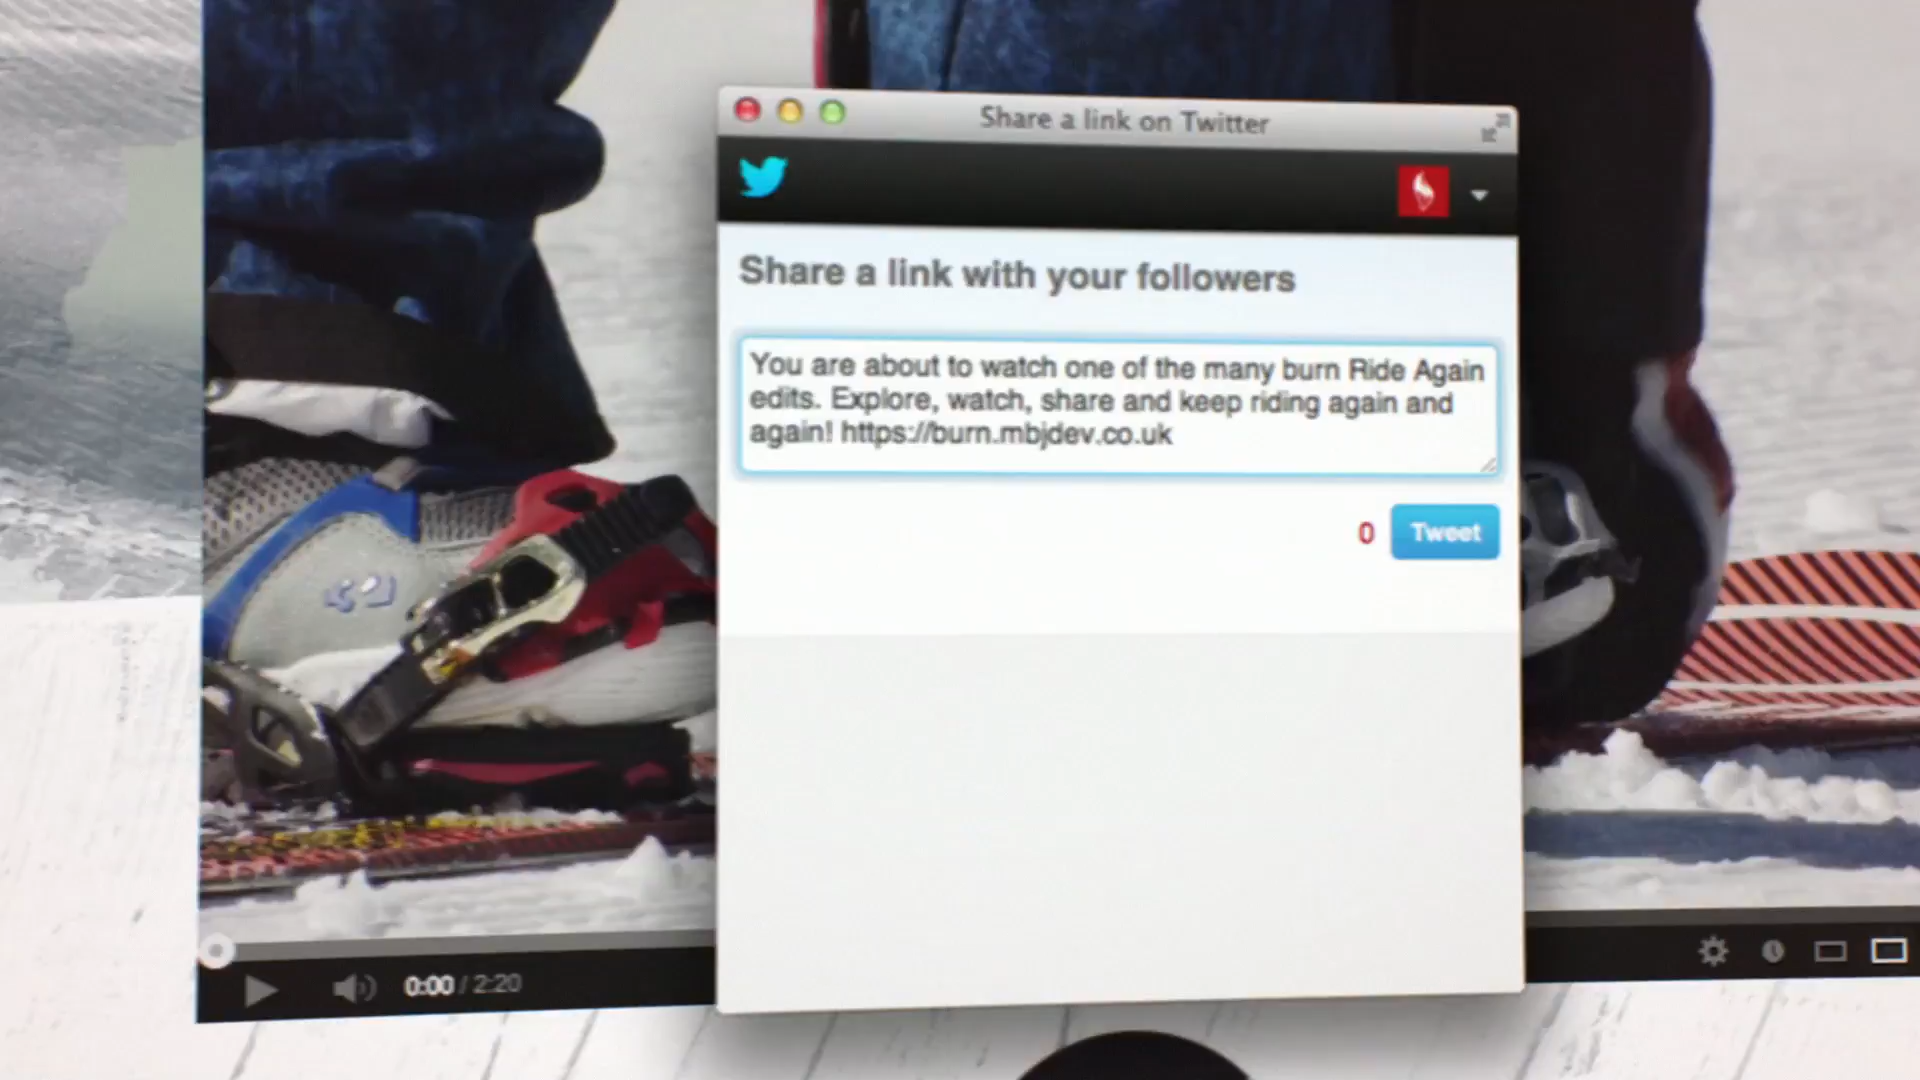 Share a link on Twitter
Share a link with your followers
You are about to watch one of the many burn Ride Again
edits. Explore, watch, share and keep riding again and
again! https://burn.mbjdev.co.uk
0
Tweet
0:00 / 2:20